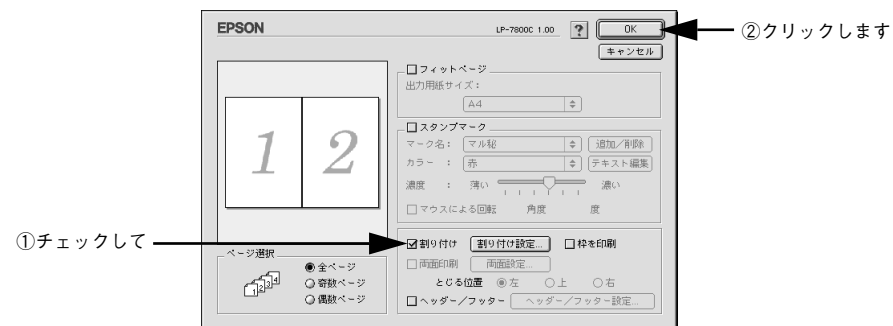 EPSON LP-7800C 1.00 ? OK
②クリックします
キャンセル
フィットページ
出力用紙サイズ：
A4
1 2
スタンプマーク
マーク名： マル秘 追加／削除
カラー ： 赤 テキスト編集
濃度 ： 薄い 濃い
マウスによる回転 角度 度
①チェックして
割り付け 割り付け設定... 枠を印刷
両面印刷 両面設定...
とじる位置 左 上 右
ヘッダー／フッター ヘッダー／フッター設定...
ページ選択
1 2 3 4
全ページ
奇数ページ
偶数ページ